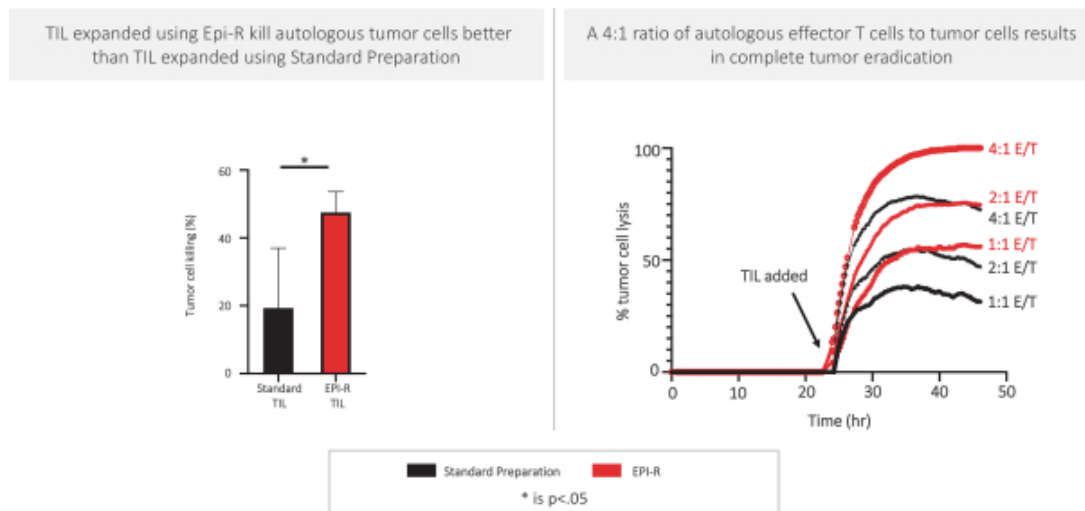 TIL expanded using Epi-R kill autologous tumor cells better
than TIL expanded using Standard Preparation
*
60
40
20
0
Tumor cell killing (%)
Standard
TIL
EPI-R
TIL
A 4:1 ratio of autologous effector T cells to tumor cells results
in complete tumor eradication
100
50
0
% tumor cell lysis
TIL added
4:1 E/T
2:1 E/T
4:1 E/T
1:1 E/T
2:1 E/T
1:1 E/T
0 10 20 30 40 50
Time (hr)
Standard Preparation EPI-R
* is p<.05